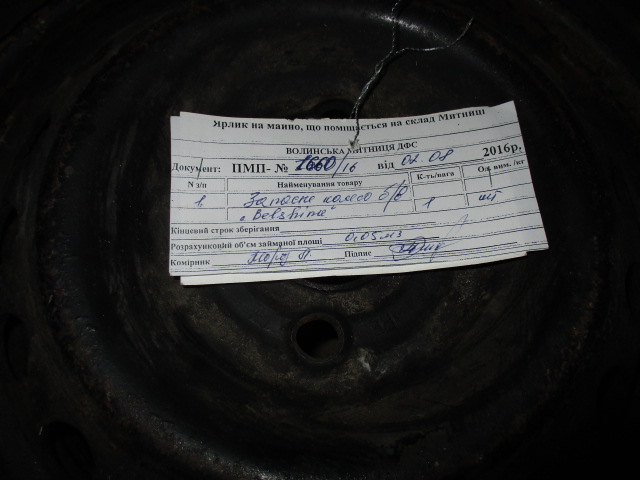 Ярлик на майно, що поміщається на склад Митниці
ВОЛИНСЬКА МИТНИЦЯ ДФС
Документ: ПМП- № 1660/16 від 02.08 2016р.
N з/п Найменування товару К-ть/вага Од. вим. /кг
1 Запасне колесо б/в 1 шт
"Belshina"
Кінцевий строк зберігання
Розрахунковий об'єм займаної площі 0,05 м3
Комірник Підпис